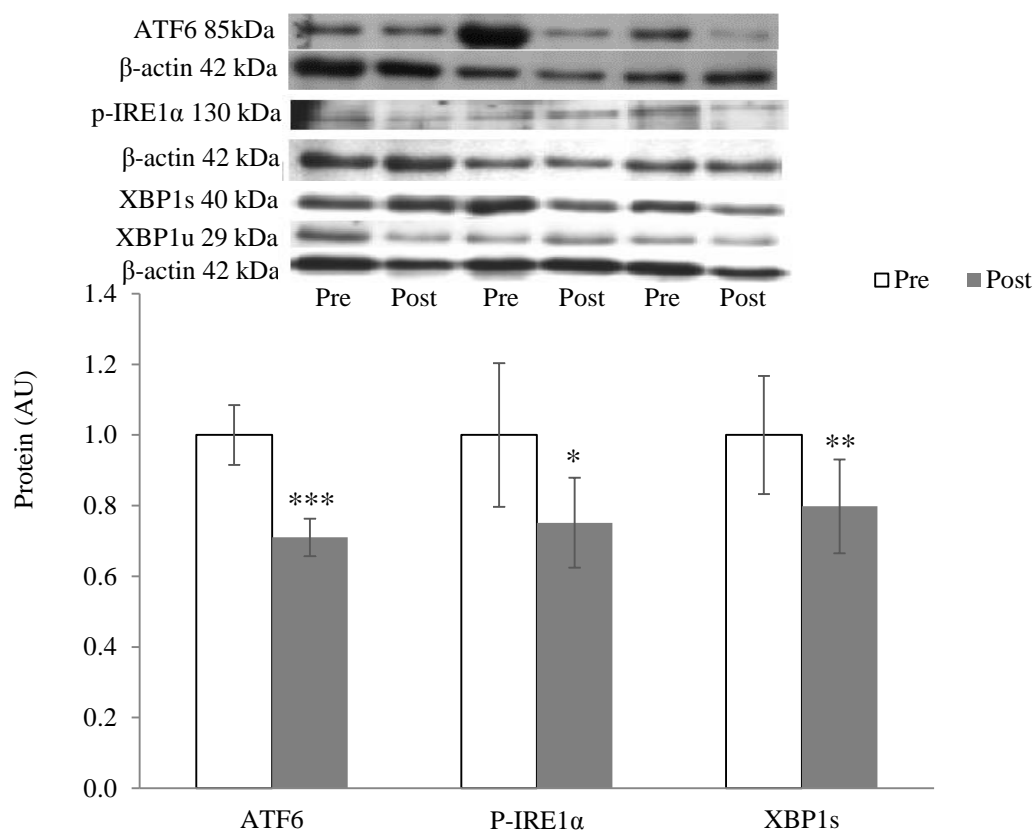 ATF6 85kDa
β-actin 42 kDa
p-IRE1α 130 kDa
β-actin 42 kDa
XBP1s 40 kDa
XBP1u 29 kDa
β-actin 42 kDa
Pre Post Pre Post Pre Post
Pre Post
1.4
1.2
1.0
0.8
0.6
0.4
0.2
0.0
Protein (AU)
***
*
**
ATF6 P-IRE1α XBP1s